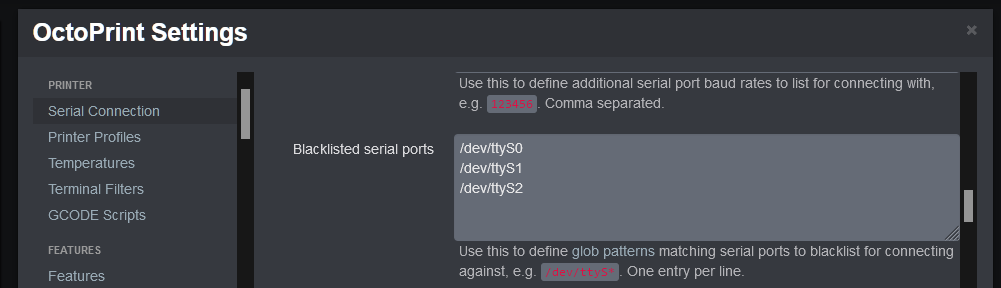 OctoPrint Settings
×
PRINTER
Serial Connection
Printer Profiles
Temperatures
Terminal Filters
GCODE Scripts
FEATURES
Features
Use this to define additional serial port baud rates to list for connecting with,
e.g. 123456. Comma separated.
Blacklisted serial ports
/dev/ttyS0
/dev/ttyS1
/dev/ttyS2
Use this to define glob patterns matching serial ports to blacklist for connecting
against, e.g. /dev/ttyS*. One entry per line.